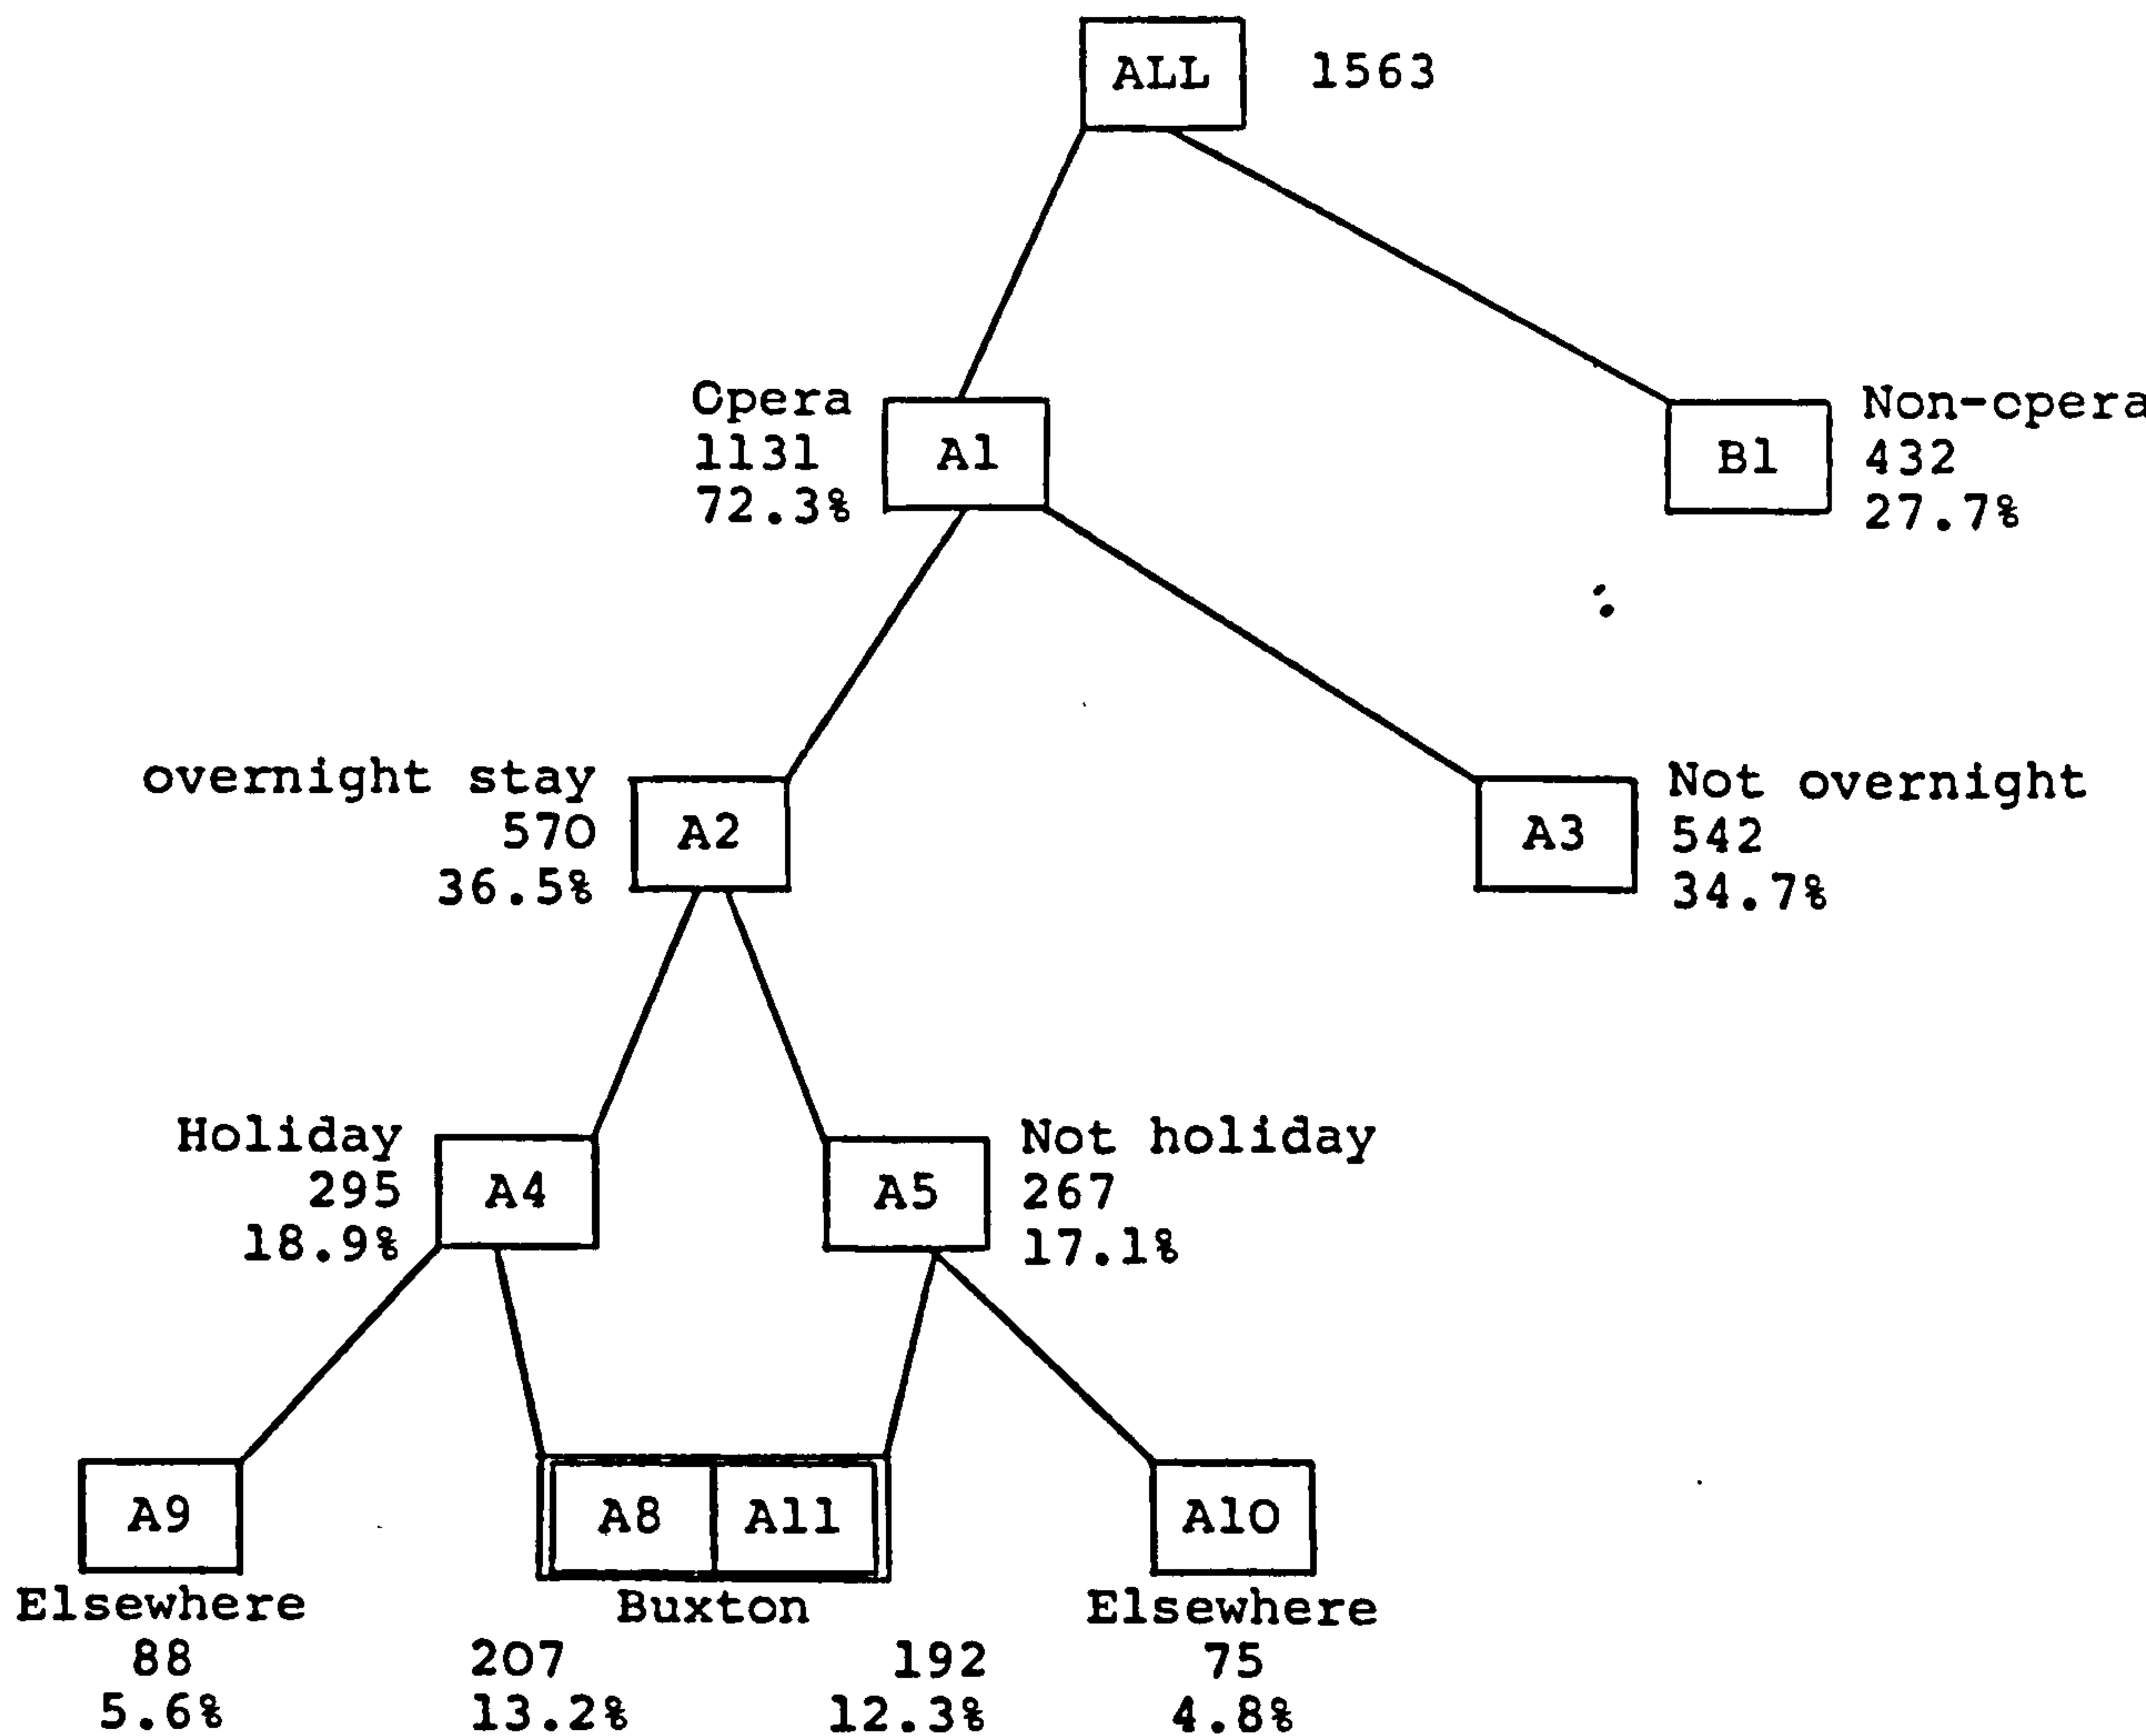 ALL 1563
Opera
1131
72.3%
A1
B1
Non-opera
432
27.7%
overnight stay
570
36.5%
A2
A3
Not overnight
542
34.7%
Holiday
295
18.9%
A4
A5
Not holiday
267
17.1%
A9
A8 A11
A10
Elsewhere
88
5.6%
Buxton
207 192
13.2% 12.3%
Elsewhere
75
4.8%